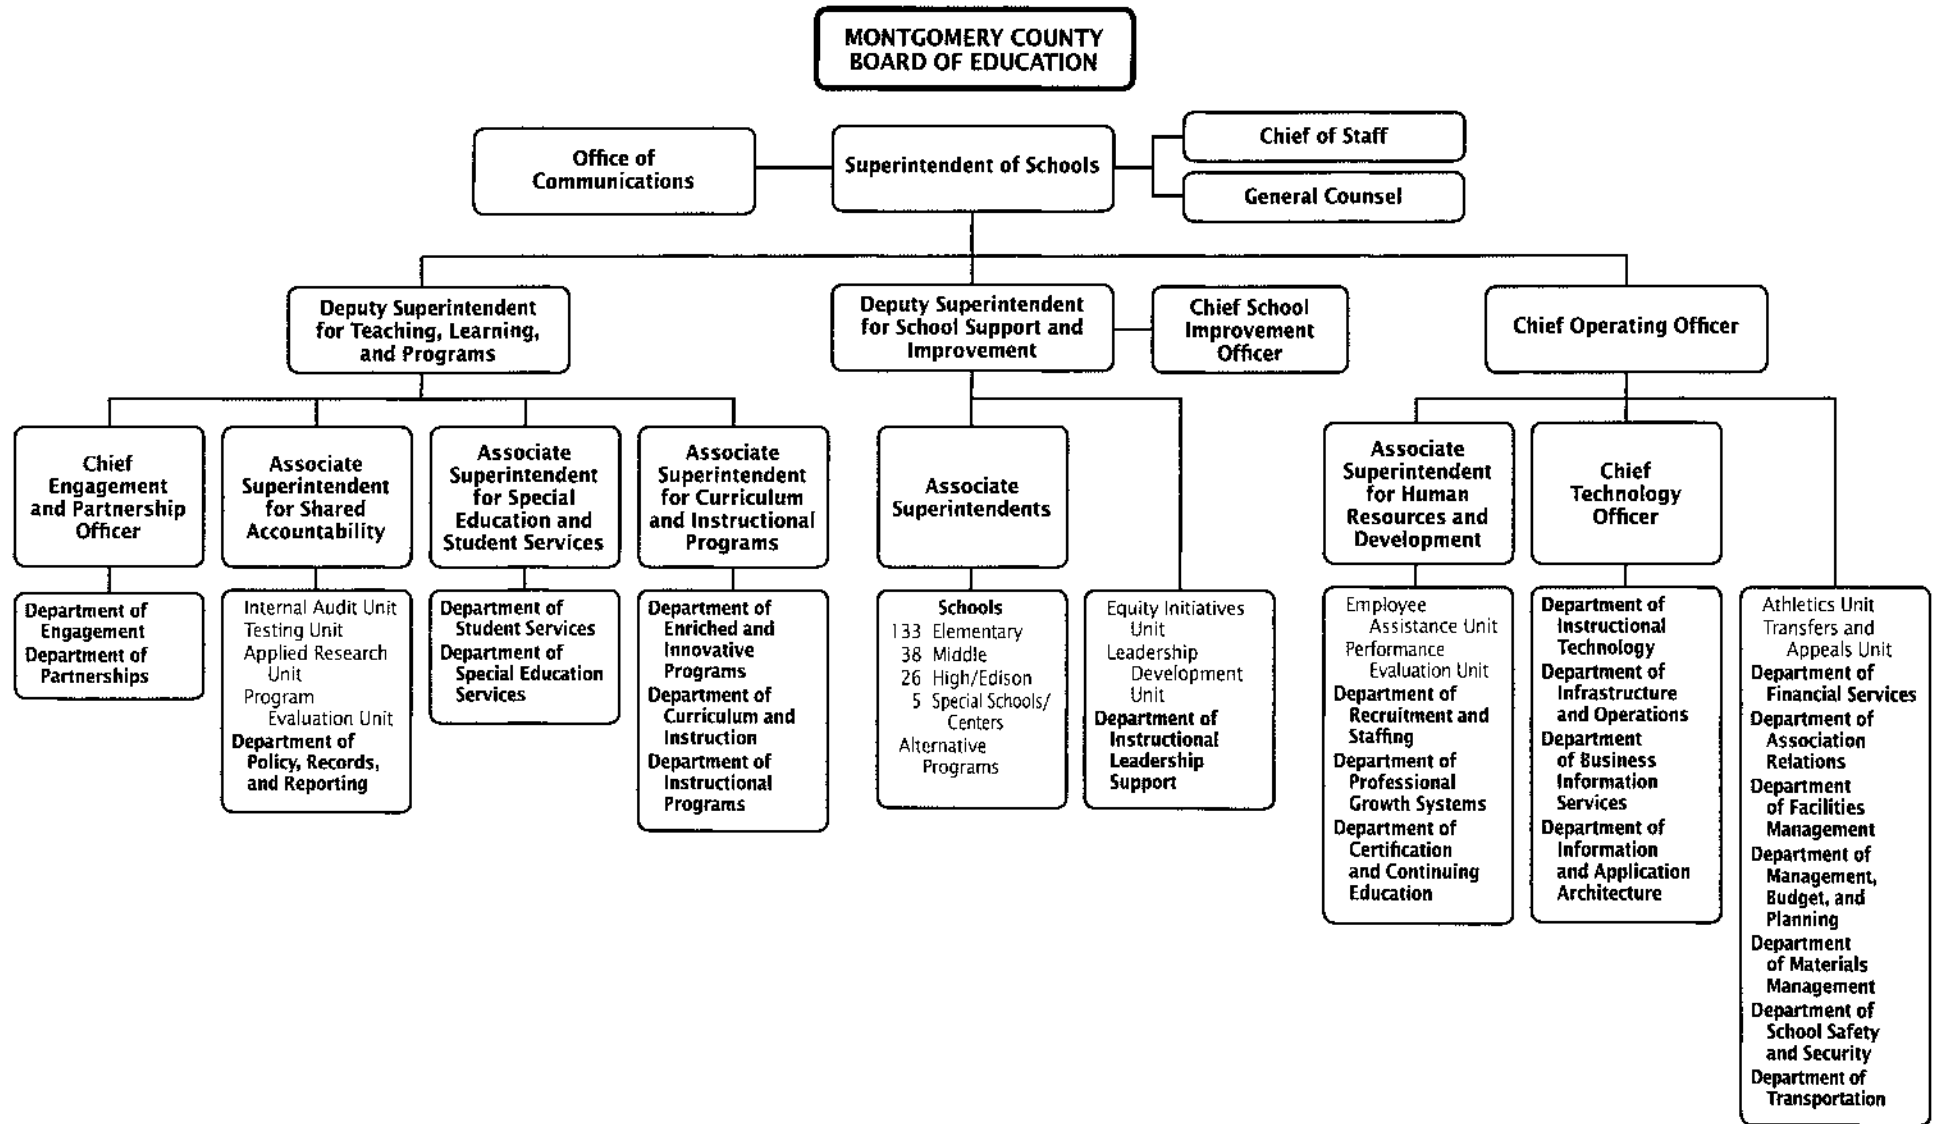 MONTGOMERY COUNTY
BOARD OF EDUCATION
Office of
Communications
Superintendent of Schools
Chief of Staff
General Counsel
Deputy Superintendent
for Teaching, Learning,
and Programs
Deputy Superintendent
for School Support and
Improvement
Chief School
Improvement
Officer
Chief Operating Officer
Chief
Engagement
and Partnership
Officer
Associate
Superintendent
for Shared
Accountability
Associate
Superintendent
for Special
Education and
Student Services
Associate
Superintendent
for Curriculum
and Instructional
Programs
Associate
Superintendents
Associate
Superintendent
for Human
Resources and
Development
Chief
Technology
Officer
Department of
Engagement
Department of
Partnerships
Internal Audit Unit
Testing Unit
Applied Research
Unit
Program
Evaluation Unit
Department of
Policy, Records,
and Reporting
Department of
Student Services
Department of
Special Education
Services
Department of
Enriched and
Innovative
Programs
Department of
Curriculum and
Instruction
Department of
Instructional
Programs
Schools
133 Elementary
38 Middle
26 High/Edison
5 Special Schools/
Centers
Alternative
Programs
Equity Initiatives
Unit
Leadership
Development
Unit
Department of
Instructional
Leadership
Support
Employee
Assistance Unit
Performance
Evaluation Unit
Department of
Recruitment and
Staffing
Department of
Professional
Growth Systems
Department of
Certification
and Continuing
Education
Department of
Instructional
Technology
Department of
Infrastructure
and Operations
Department
of Business
Information
Services
Department of
Information
and Application
Architecture
Athletics Unit
Transfers and
Appeals Unit
Department of
Financial Services
Department of
Association
Relations
Department
of Facilities
Management
Department of
Management,
Budget, and
Planning
Department
of Materials
Management
Department of
School Safety
and Security
Department of
Transportation